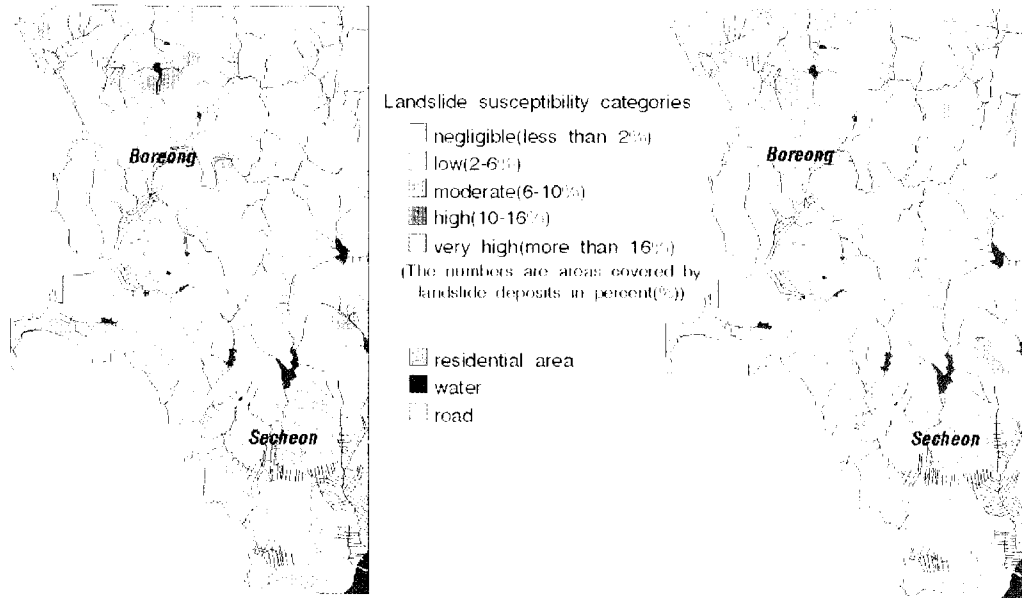 Boreong
Secheon
Landslide susceptibility categories
negligible(less than 2%)
low(2-6%)
moderate(6-10%)
high(10-16%)
very high(more than 16%)
(The numbers are areas covered by
landslide deposits in percent(%))
residential area
water
road
Boreong
Secheon